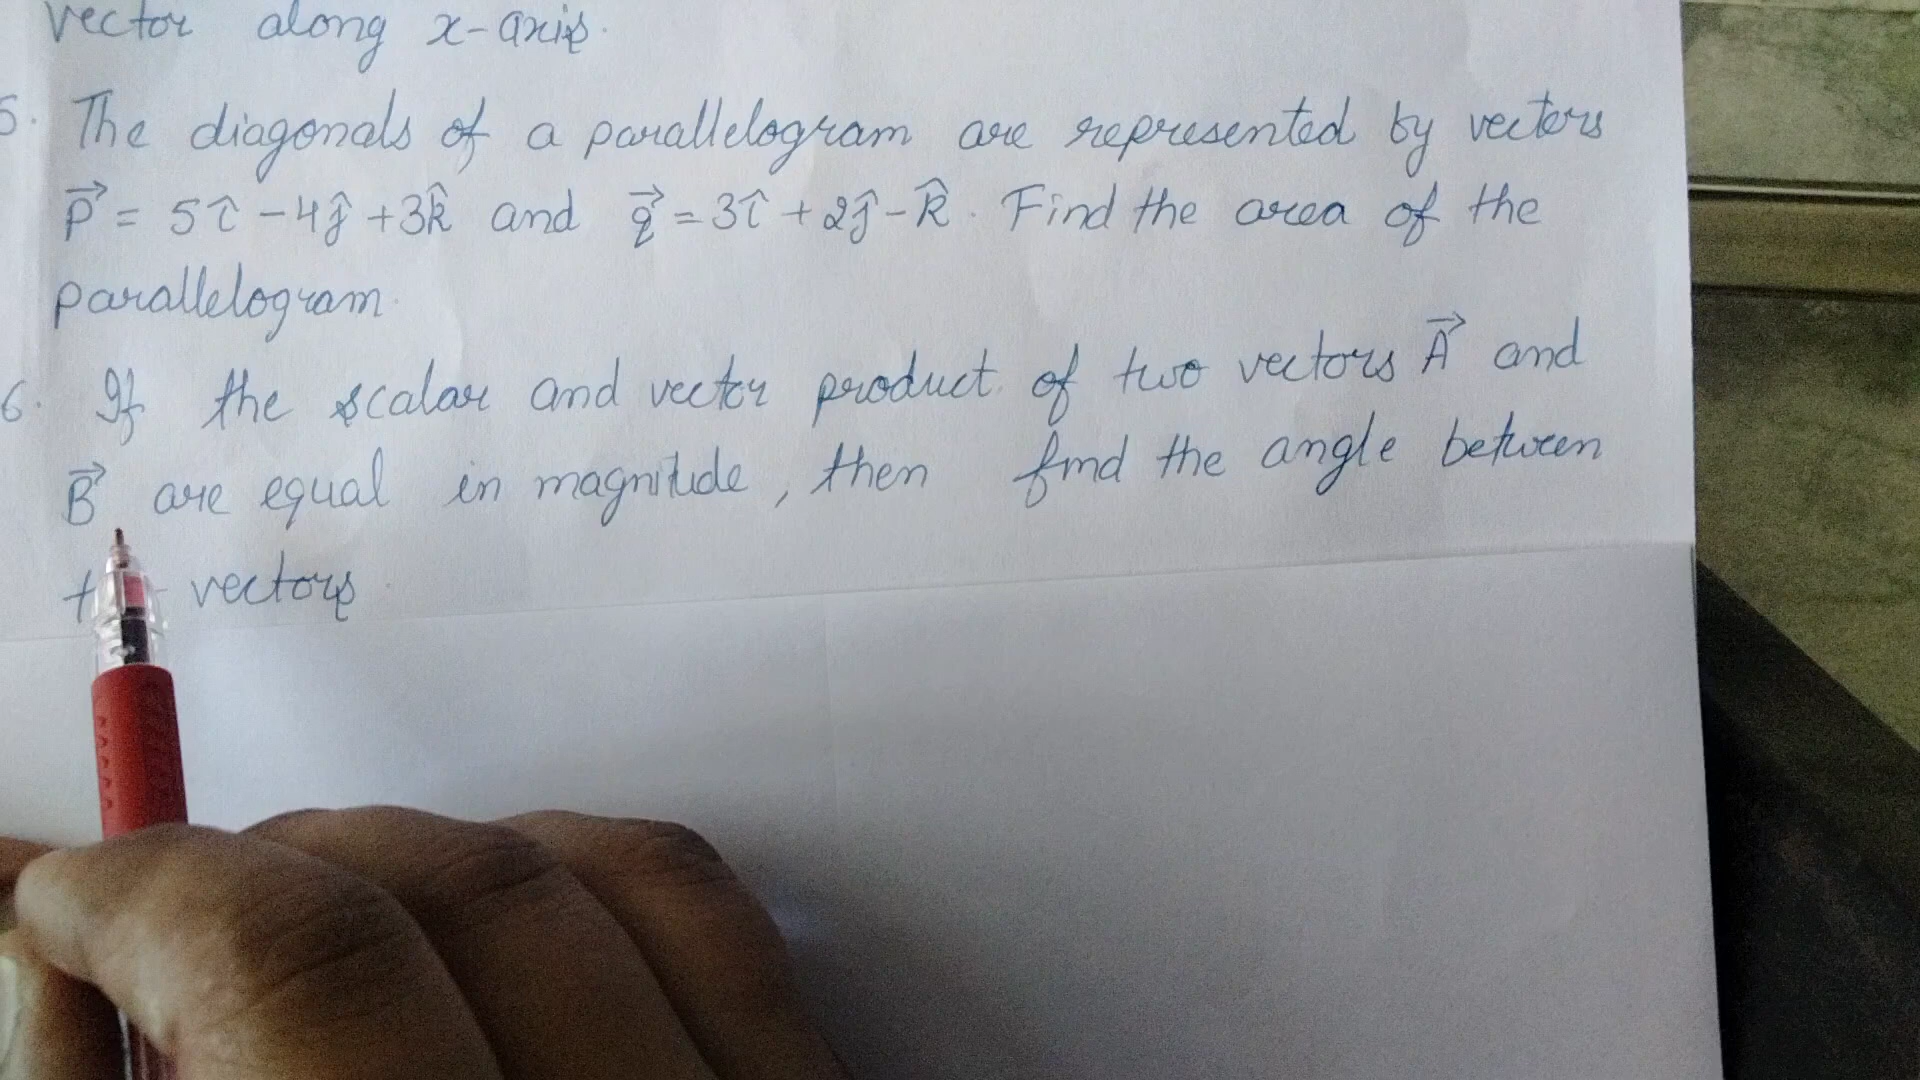 vector along x-axis.
5. The diagonals of a parallelogram are represented by vectors
p⃗ = 5î - 4ĵ + 3k̂ and q⃗ = 3î + 2ĵ - k̂. Find the area of the
parallelogram.
6. If the scalar and vector product of two vectors A⃗ and
B⃗ are equal in magnitude, then find the angle between
vectors.